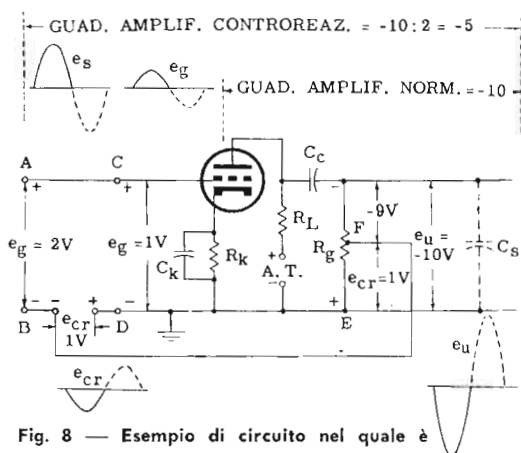 GUAD. AMPLIF. CONTROREAZ. = -10:2 = -5
es
eg
GUAD. AMPLIF. NORM. = -10
A
C
Cc
+
+
-
-9V
RL
F
eg = 2V
eg = 1V
Rk
Ck
+
A. T.
-
Rg
ecr = 1V
eu = -10V
Cs
- - + -
+
B
ecr
1V
D
E
ecr
eu
Fig. 8 — Esempio di circuito nel quale è